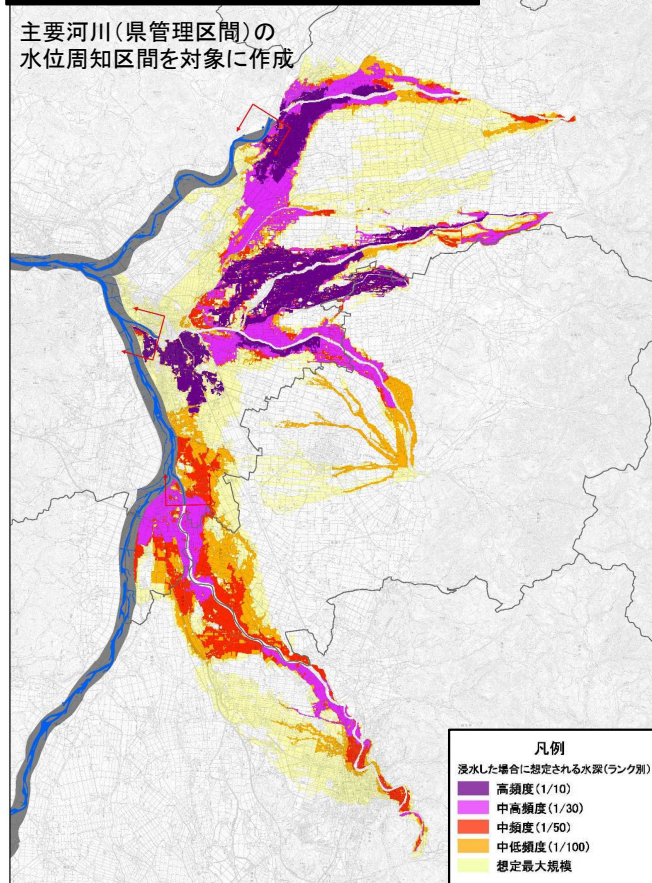 主要河川(県管理区間)の
水位周知区間を対象に作成
凡例
浸水した場合に想定される水深(ランク別)
高頻度(1/10)
中高頻度(1/30)
中頻度(1/50)
中低頻度(1/100)
想定最大規模